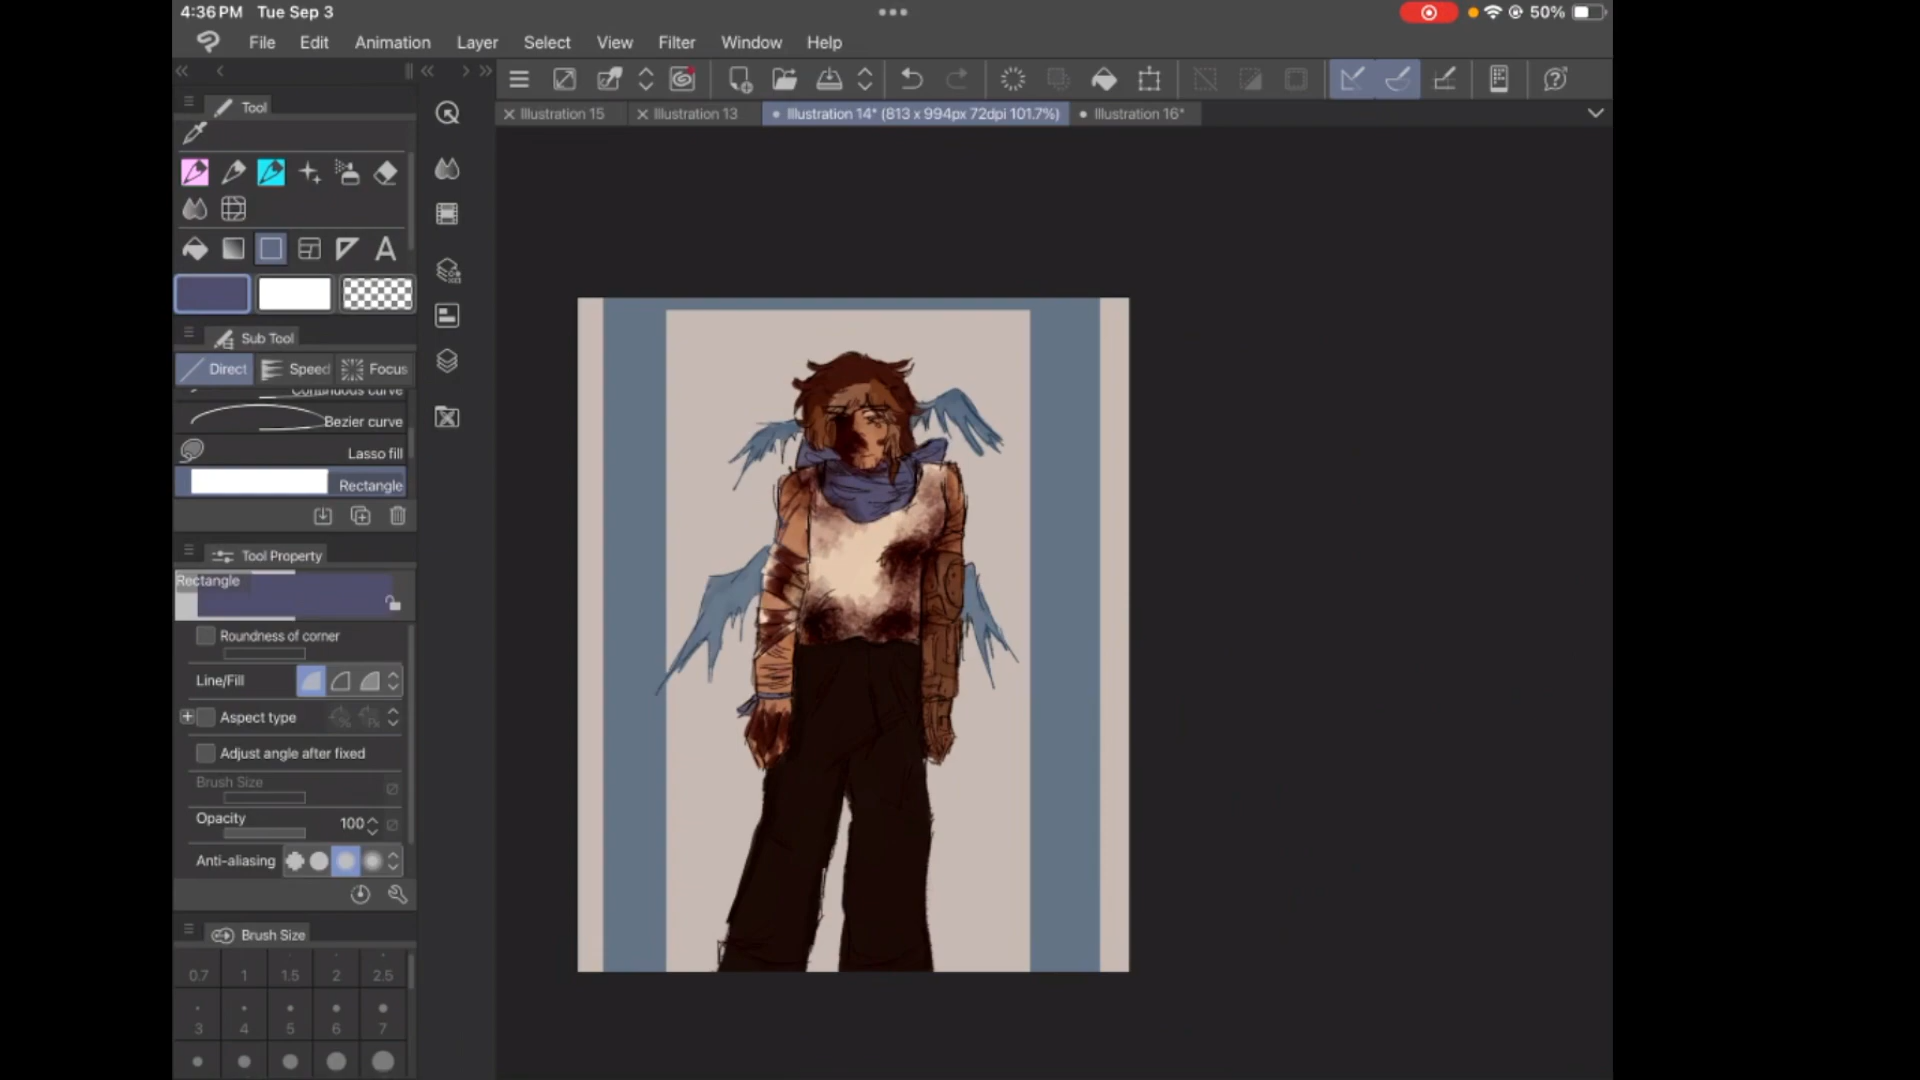 4:36 PM Tue Sep 3
50%
File Edit Animation Layer Select View Filter Window Help
Tool
Illustration 15
Illustration 13
Illustration 14* (813 x 994px 72dpi 101.7%)
Illustration 16*
A
Sub Tool
Direct Speed Focus
Continuous curve
Bezier curve
Lasso fill
Rectangle
Tool Property
Rectangle
Roundness of corner
Line/Fill
Aspect type
Adjust angle after fixed
Brush Size
Opacity 100
Anti-aliasing
Brush Size
0.7 1 1.5 2 2.5
3 4 5 6 7